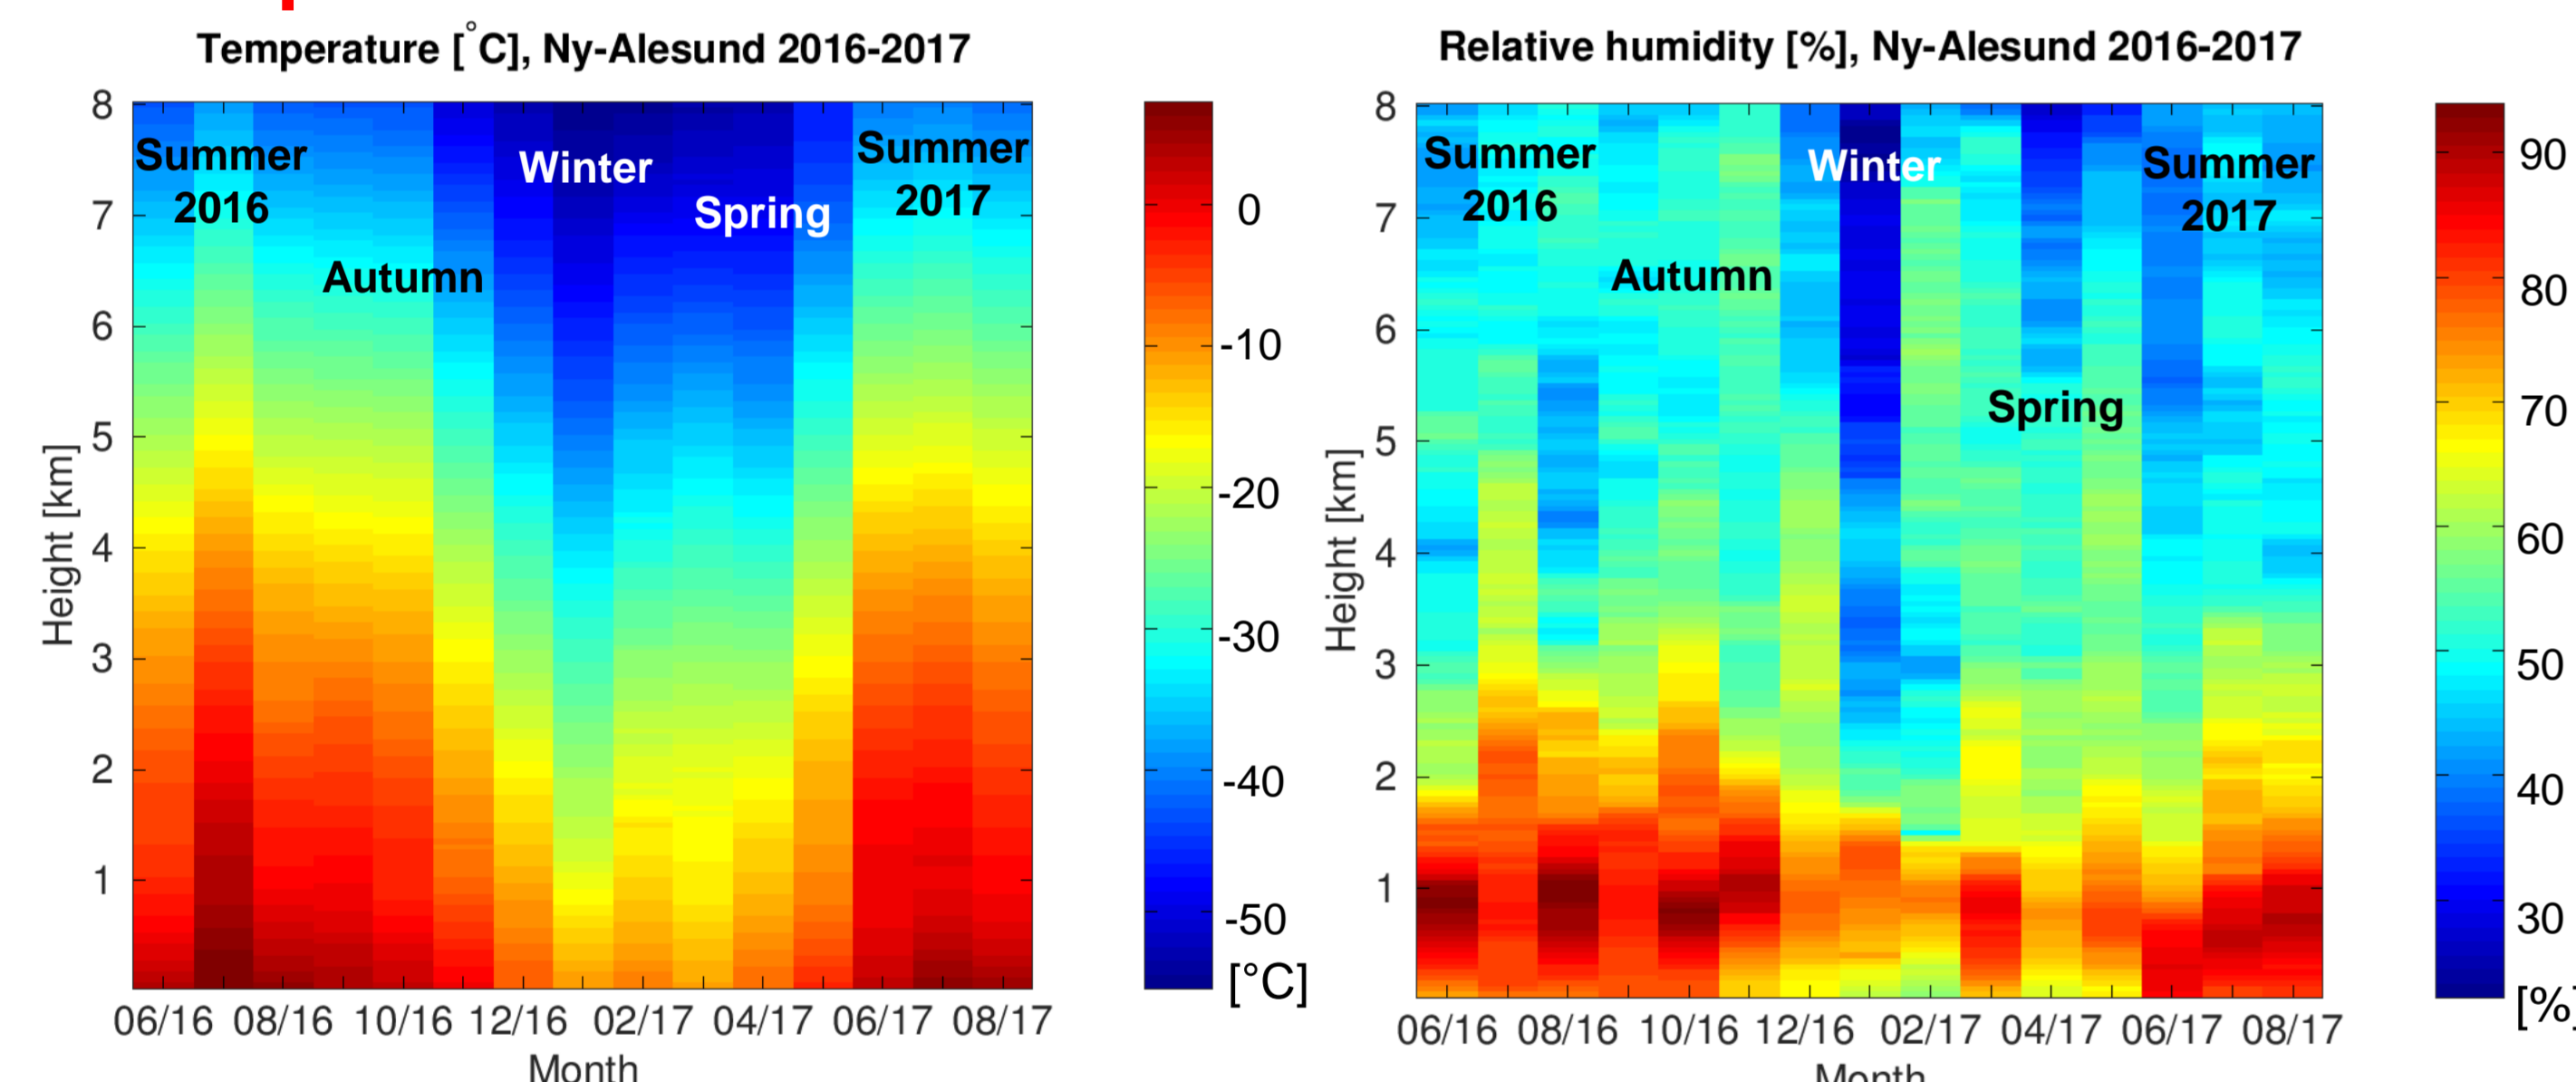 Temperature [°C], Ny-Alesund 2016-2017
8
7
6
5
4
3
2
1
Height [km]
Summer
2016
Autumn
Winter
Spring
Summer
2017
06/16 08/16 10/16 12/16 02/17 04/17 06/17 08/17
Month
0
-10
-20
-30
-40
-50
[°C]
Relative humidity [%], Ny-Alesund 2016-2017
8
7
6
5
4
3
2
1
Height [km]
Summer
2016
Autumn
Winter
Spring
Summer
2017
06/16 08/16 10/16 12/16 02/17 04/17 06/17 08/17
Month
90
80
70
60
50
40
30
[%]